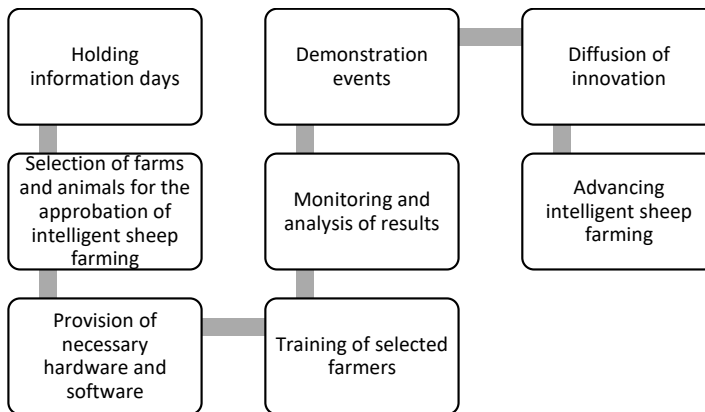 Holding
information days
Selection of farms
and animals for the
approbation of
intelligent sheep
farming
Provision of
necessary
hardware and
software
Training of selected
farmers
Monitoring and
analysis of results
Demonstration
events
Diffusion of
innovation
Advancing
intelligent sheep
farming